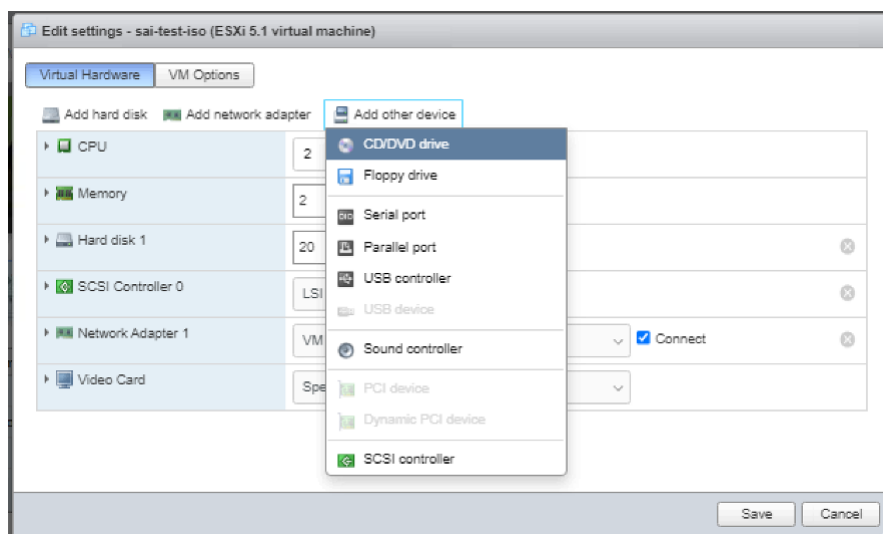 Edit settings - sai-test-iso (ESXi 5.1 virtual machine)
Virtual Hardware VM Options
Add hard disk Add network adapter Add other device
CPU 2
Memory 2
Hard disk 1 20
SCSI Controller 0 LSI
Network Adapter 1 VM Connect
Video Card Spe
CD/DVD drive
Floppy drive
Serial port
Parallel port
USB controller
USB device
Sound controller
PCI device
Dynamic PCI device
SCSI controller
Save Cancel